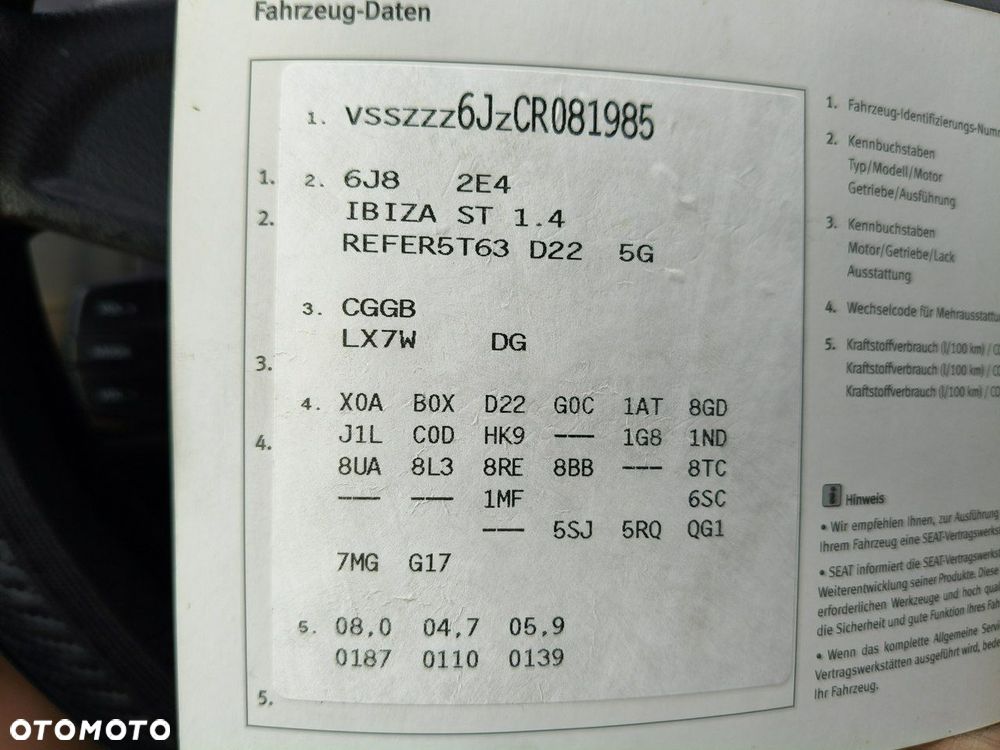 Fahrzeug-Daten
1. VSSZZZ6JZCR081985
1. 2. 6J8 2E4
2. IBIZA ST 1.4
REFER5T63 D22 5G
3. CGGB
LX7W DG
3.
4. X0A B0X D22 G0C 1AT 8GD
4. J1L C0D HK9 --- 1G8 1ND
8UA 8L3 8RE 8BB --- 8TC
--- --- 1MF 6SC
--- 5SJ 5RQ QG1
7MG G17
5. 08,0 04,7 05,9
0187 0110 0139
5.
1. Fahrzeug-Identifizierungs-Num
2. Kennbuchstaben
Typ/Modell/Motor
Getriebe/Ausführung
3. Kennbuchstaben
Motor/Getriebe/Lack
Ausstattung
4. Wechselcode für Mehrausstattu
5. Kraftstoffverbrauch (l/100 km) / CO
Kraftstoffverbrauch (l/100 km) / CO
Kraftstoffverbrauch (l/100 km) / CO
i Hinweis
• Wir empfehlen Ihnen, zur Ausführung
Ihrem Fahrzeug eine SEAT-Vertragswerks
• SEAT informiert die SEAT-Vertragswerkst
Weiterentwicklung seiner Produkte. Diese
erforderlichen Werkzeuge und hoch qual
die Sicherheit und gute Funktion Ihres Fah
• Wenn das komplette Allgemeine Servi
Vertragswerkstätten ausgeführt wird, bede
Ihr Fahrzeug.
OTOMOTO